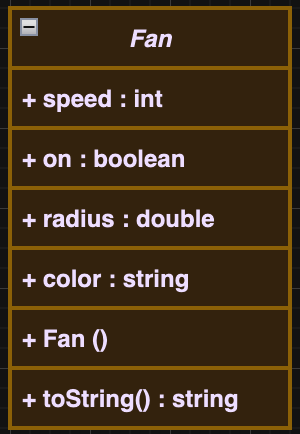 Fan
+ speed : int
+ on : boolean
+ radius : double
+ color : string
+ Fan ()
+ toString() : string